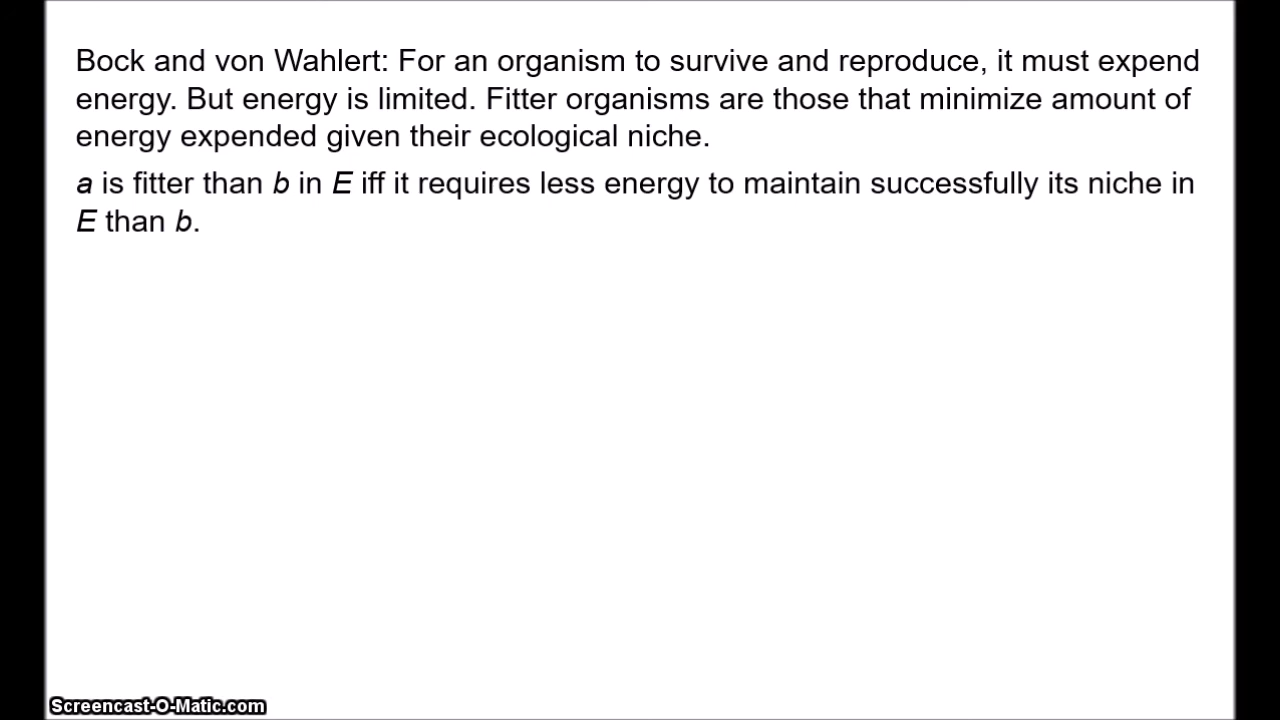 Bock and von Wahlert: For an organism to survive and reproduce, it must expend
energy. But energy is limited. Fitter organisms are those that minimize amount of
energy expended given their ecological niche.
a is fitter than b in E iff it requires less energy to maintain successfully its niche in
E than b.
Screencast-O-Matic.com